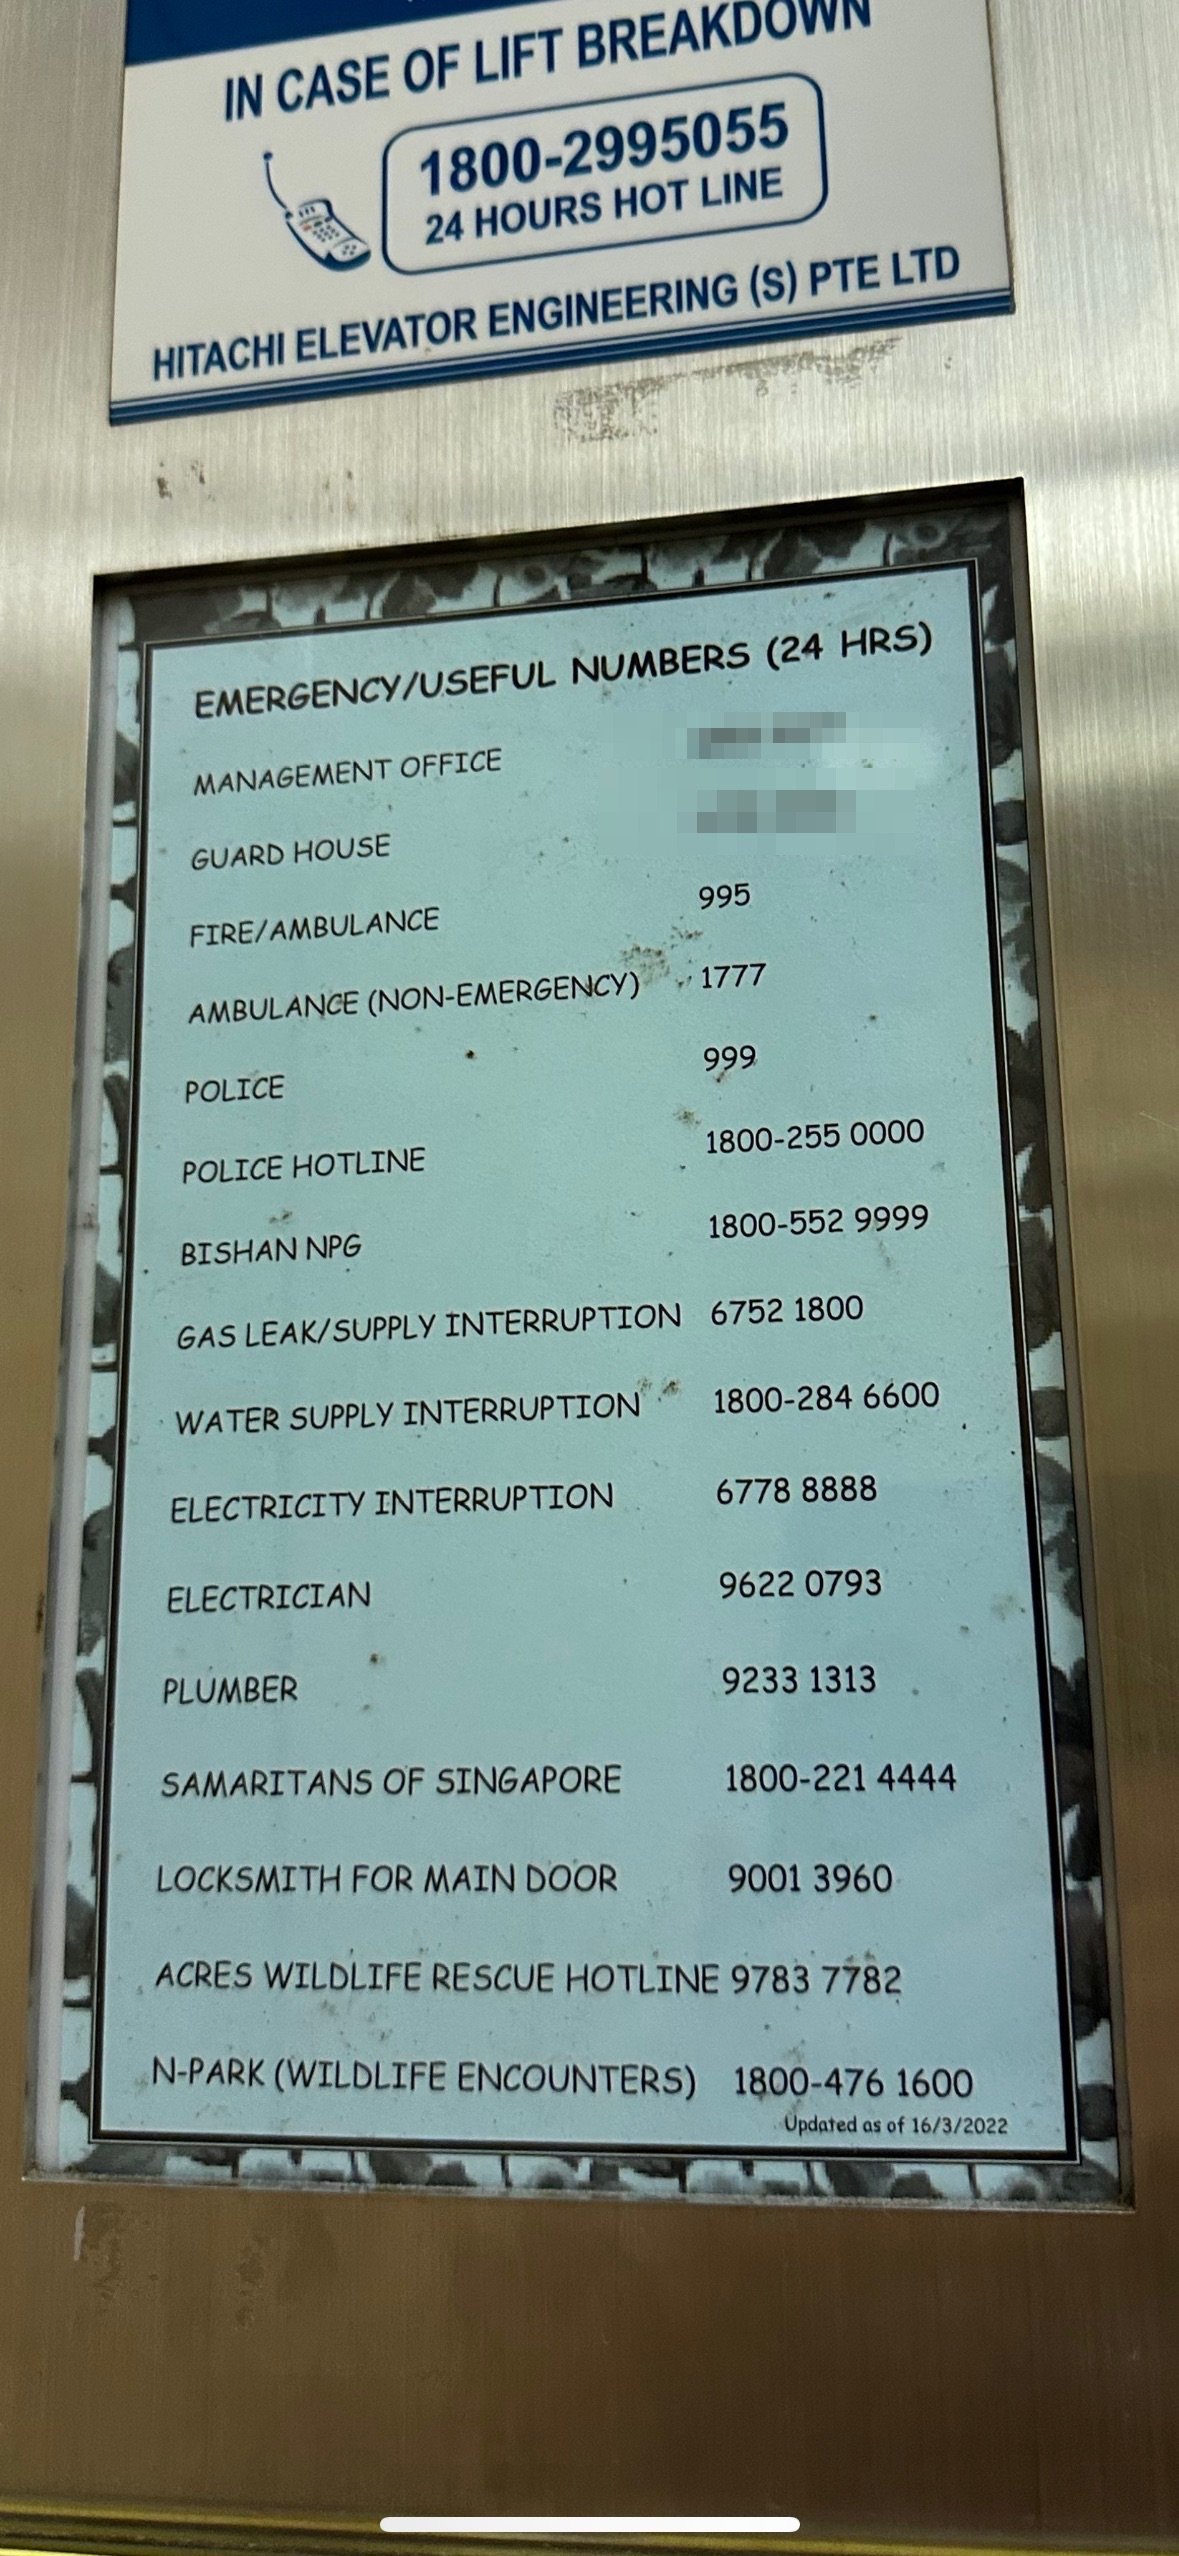 IN CASE OF LIFT BREAKDOWN
1800-2995055
24 HOURS HOT LINE
HITACHI ELEVATOR ENGINEERING (S) PTE LTD
EMERGENCY/USEFUL NUMBERS (24 HRS)
MANAGEMENT OFFICE
GUARD HOUSE
FIRE/AMBULANCE 995
AMBULANCE (NON-EMERGENCY) 1777
POLICE 999
POLICE HOTLINE 1800-255 0000
BISHAN NPG 1800-552 9999
GAS LEAK/SUPPLY INTERRUPTION 6752 1800
WATER SUPPLY INTERRUPTION 1800-284 6600
ELECTRICITY INTERRUPTION 6778 8888
ELECTRICIAN 9622 0793
PLUMBER 9233 1313
SAMARITANS OF SINGAPORE 1800-221 4444
LOCKSMITH FOR MAIN DOOR 9001 3960
ACRES WILDLIFE RESCUE HOTLINE 9783 7782
N-PARK (WILDLIFE ENCOUNTERS) 1800-476 1600
Updated as of 16/3/2022